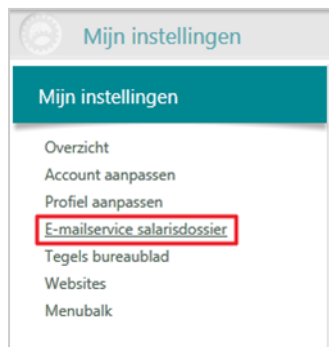 Mijn instellingen
Mijn instellingen
Overzicht
Account aanpassen
Profiel aanpassen
E-mailservice salarisdossier
Tegels bureaublad
Websites
Menubalk